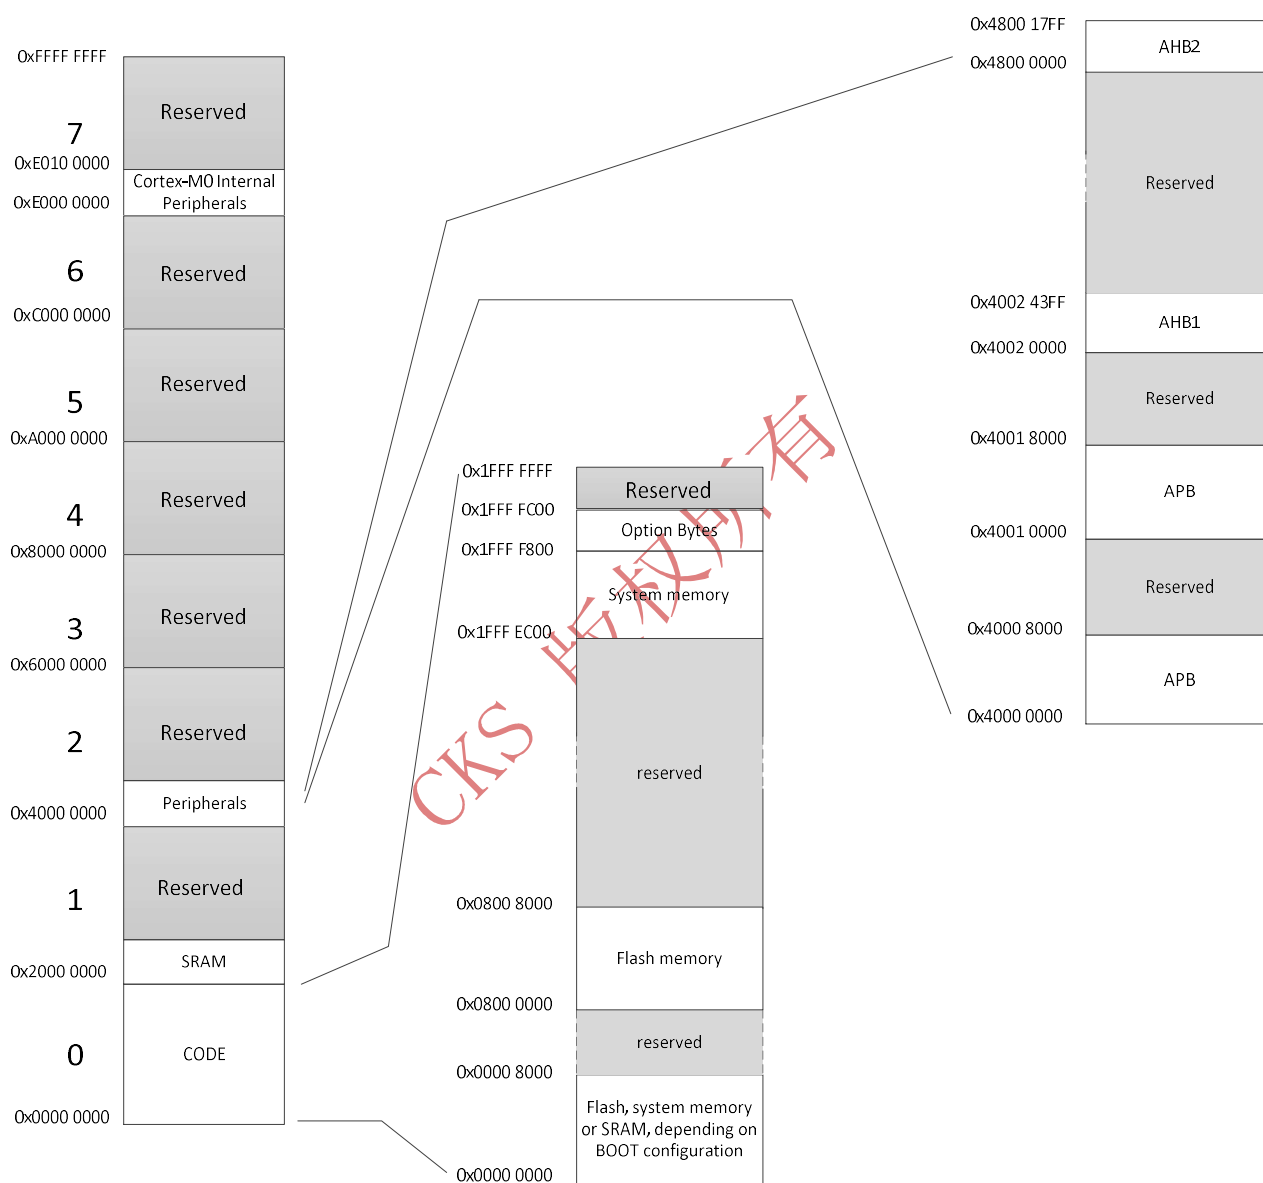 0xFFFF FFFF
Reserved
7
0xE010 0000
Cortex-M0 Internal
Peripherals
0xE000 0000
Reserved
6
0xC000 0000
Reserved
5
0xA000 0000
Reserved
4
0x8000 0000
Reserved
3
0x6000 0000
Reserved
2
Peripherals
0x4000 0000
Reserved
1
SRAM
0x2000 0000
CODE
0
0x0000 0000
0x1FFF FFFF
Reserved
0x1FFF FC00
Option Bytes
0x1FFF F800
System memory
0x1FFF EC00
reserved
0x0800 8000
Flash memory
0x0800 0000
reserved
0x0000 8000
Flash, system memory
or SRAM, depending on
BOOT configuration
0x0000 0000
0x4800 17FF
AHB2
0x4800 0000
Reserved
0x4002 43FF
AHB1
0x4002 0000
Reserved
0x4001 8000
APB
0x4001 0000
Reserved
0x4000 8000
APB
0x4000 0000
CKS 版权所有